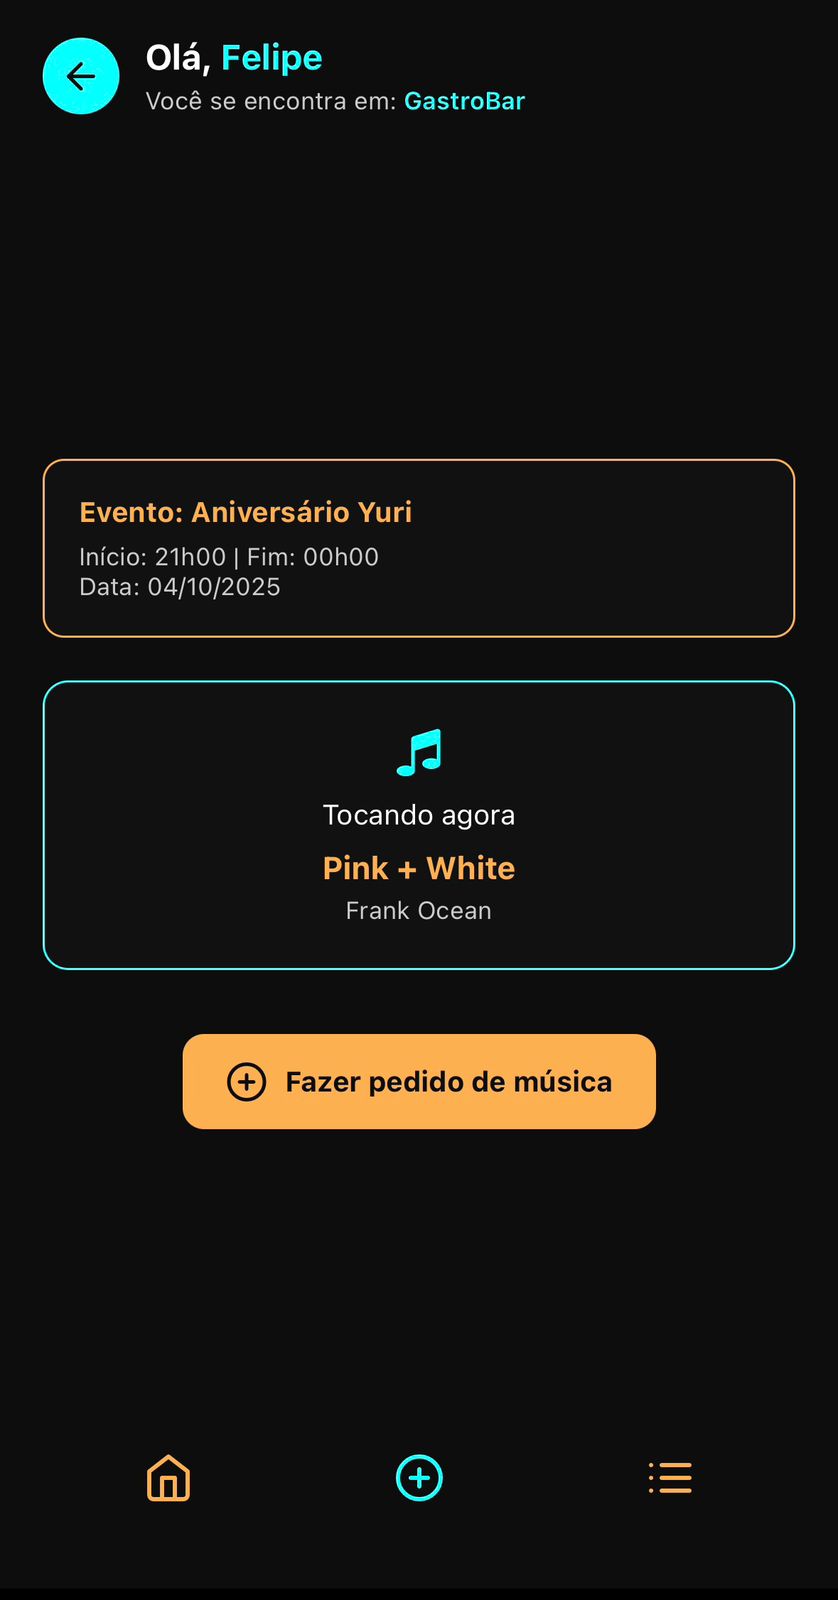 Olá, Felipe
Você se encontra em: GastroBar
Evento: Aniversário Yuri
Início: 21h00 | Fim: 00h00
Data: 04/10/2025
Tocando agora
Pink + White
Frank Ocean
Fazer pedido de música